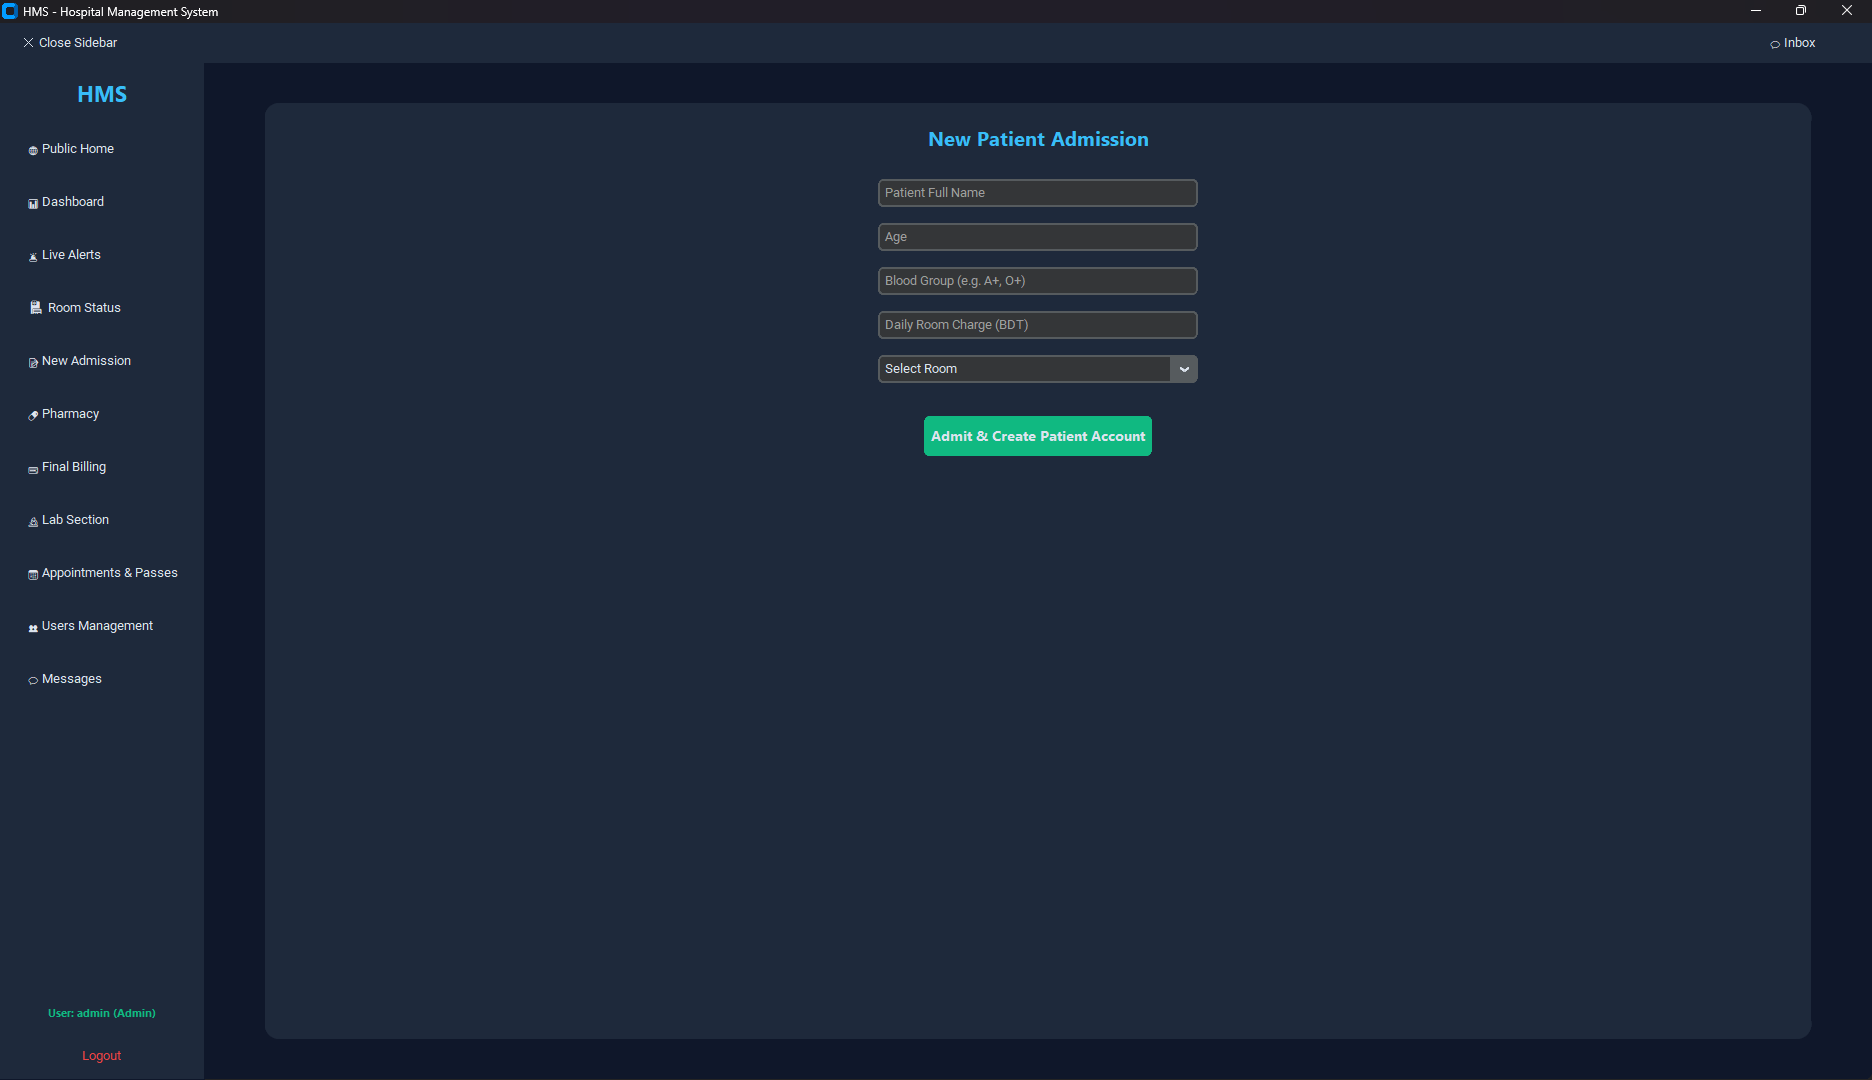 HMS - Hospital Management System
Close Sidebar
Inbox
HMS
Public Home
Dashboard
Live Alerts
Room Status
New Admission
Pharmacy
Final Billing
Lab Section
Appointments & Passes
Users Management
Messages
User: admin (Admin)
Logout
New Patient Admission
Patient Full Name
Age
Blood Group (e.g. A+, O+)
Daily Room Charge (BDT)
Select Room
Admit & Create Patient Account